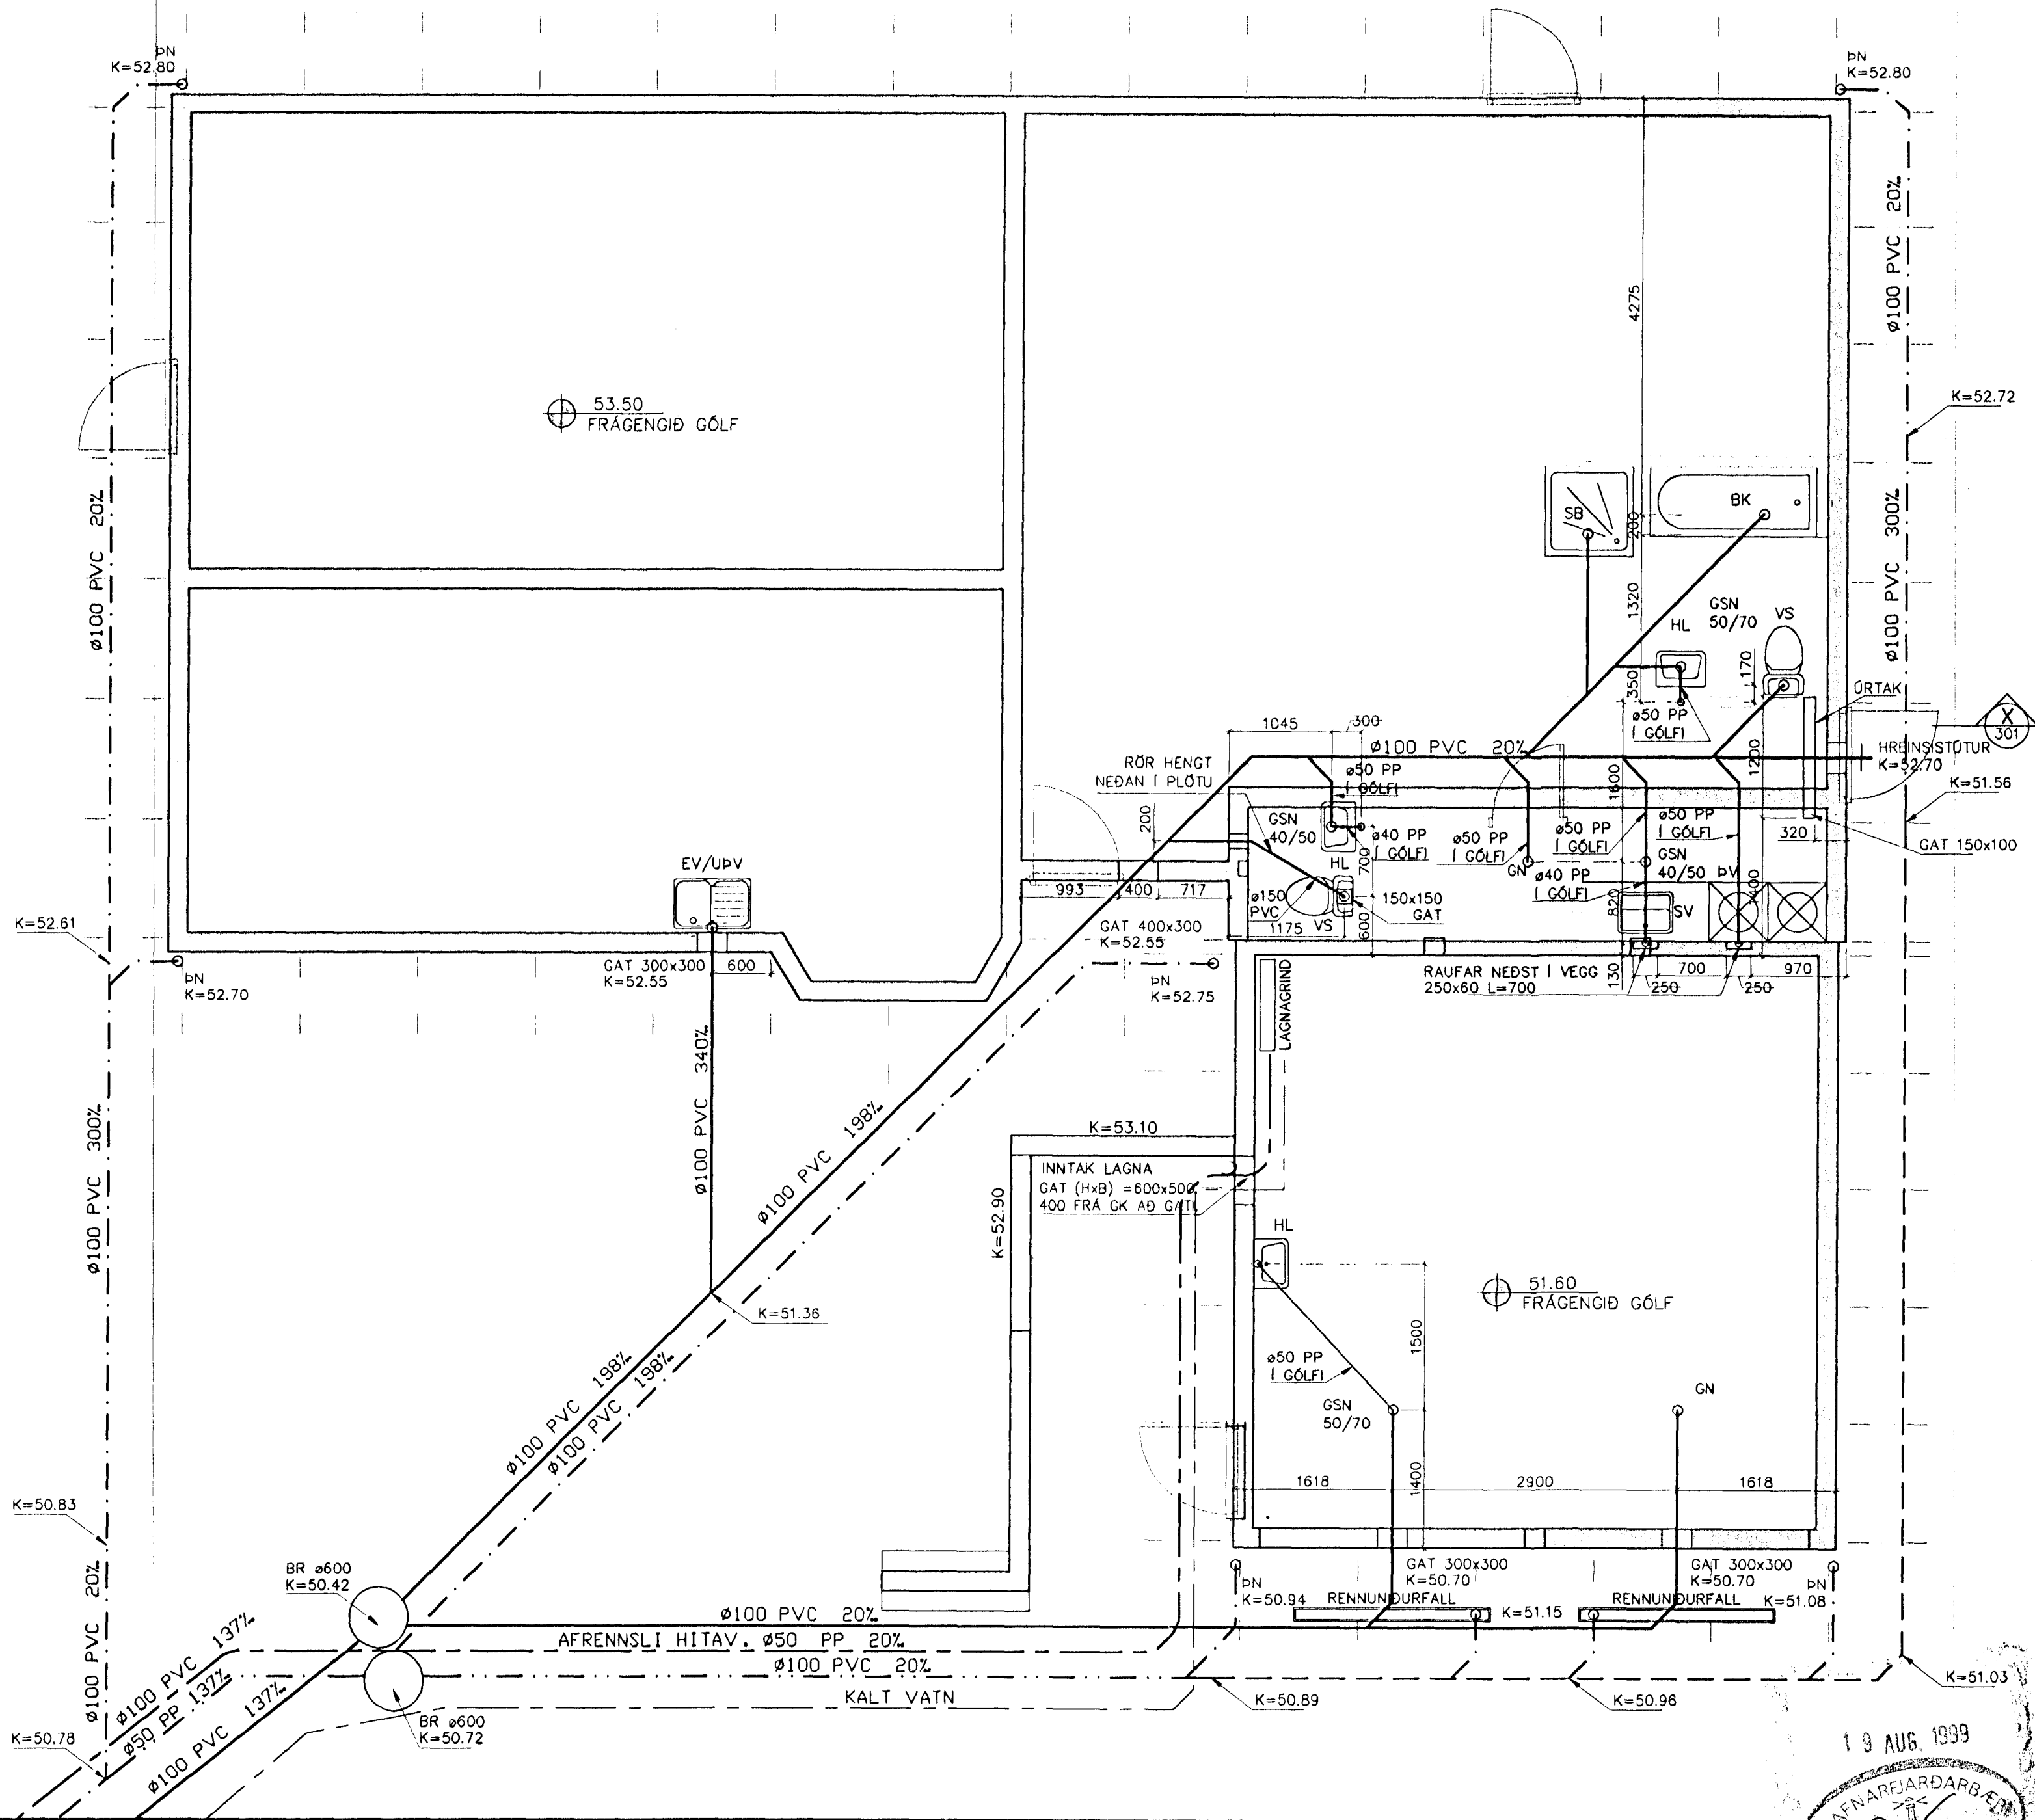 ÞN
K=52.80
ÞN
K=52.80
Ø100 PVC 20‰
Ø100 PVC 20‰
4275
K=52.72
53.50
FRÁGENGIÐ GÓLF
Ø100 PVC 300‰
SB
BK
200
1320
GSN
50/70
VS
HL
170
350
ø50 PP
Í GÓLFI
ÚRTAK
X
301
1045
300
Ø100 PVC 20‰
1200
HREINSISTÚTUR
K=52.70
K=51.56
RÖR HENGT
NEÐAN Í PLÖTU
ø50 PP
Í GÓLFI
1600
200
GSN
40/50
ø40 PP
Í GÓLFI
700
ø50 PP
Í GÓLFI
ø50 PP
Í GÓLFI
ø50 PP
Í GÓLFI
320
GAT 150x100
EV/UÞV
HL
GN
GSN
40/50
ÞV
1400
ø40 PP
Í GÓLFI
820
SV
993
400
717
ø150
PVC
VS
150x150
GAT
1175
600
K=52.61
GAT 400x300
K=52.55
ÞN
K=52.70
GAT 300x300
K=52.55
600
ÞN
K=52.75
RAUFAR NEÐST Í VEGG
250x60 L=700
130
700
970
250
250
LAGNAGRIND
Ø100 PVC 340‰
Ø100 PVC 300‰
Ø100 PVC 198‰
K=53.10
INNTAK LAGNA
GAT (HxB) =600x500
400 FRÁ GK AÐ GATI
K=52.90
HL
51.60
FRÁGENGIÐ GÓLF
K=51.36
1500
ø50 PP
Í GÓLFI
GSN
50/70
GN
Ø100 PVC 198‰
Ø100 PVC 198‰
1618
1400
2900
1618
K=50.83
BR ø600
K=50.42
GAT 300x300
K=50.70
GAT 300x300
K=50.70
ÞN
K=50.94
RENNUNIÐURFALL
K=51.15
RENNUNIÐURFALL
ÞN
K=51.08
Ø100 PVC 20‰
Ø100 PVC 20‰
AFRENNSLI HITAV. Ø50 PP 20‰
Ø100 PVC 20‰
KALT VATN
Ø100 PVC 137‰
Ø50 PP 137‰
Ø100 PVC 137‰
K=50.78
BR ø600
K=50.72
K=50.89
K=50.96
K=51.03
19 AUG. 1999
HAFNARFJARÐARBÆR